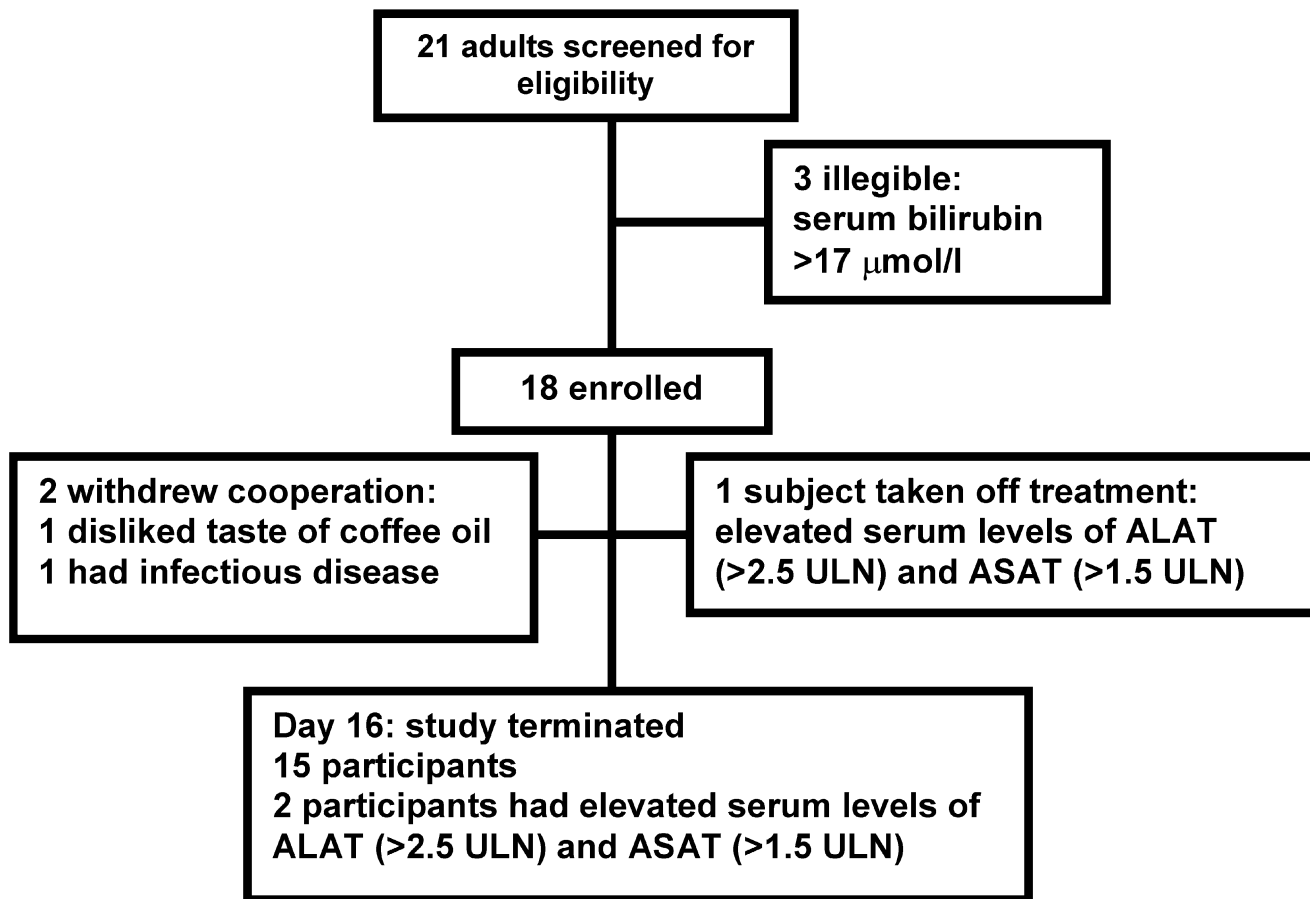 21 adults screened for
eligibility
3 illegible:
serum bilirubin
>17 μmol/l
18 enrolled
2 withdrew cooperation:
1 disliked taste of coffee oil
1 had infectious disease
1 subject taken off treatment:
elevated serum levels of ALAT
(>2.5 ULN) and ASAT (>1.5 ULN)
Day 16: study terminated
15 participants
2 participants had elevated serum levels of
ALAT (>2.5 ULN) and ASAT (>1.5 ULN)